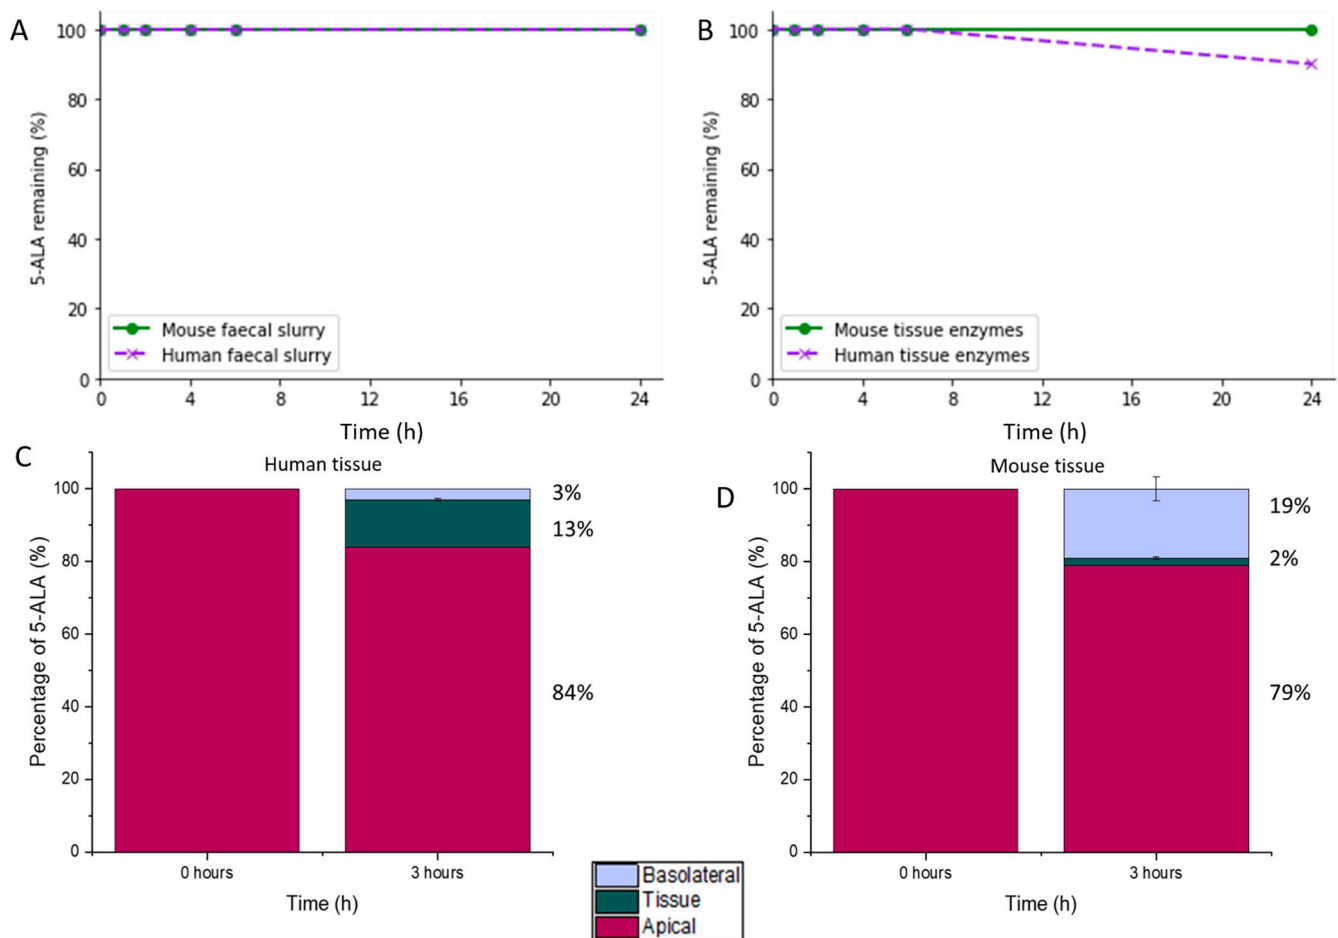 A
5-ALA remaining (%)
100
80
60
40
20
0
Mouse faecal slurry
Human faecal slurry
0 4 8 12 16 20 24
Time (h)
B
5-ALA remaining (%)
100
80
60
40
20
0
Mouse tissue enzymes
Human tissue enzymes
0 4 8 12 16 20 24
Time (h)
C
Human tissue
Percentage of 5-ALA (%)
100
80
60
40
20
0
3%
13%
84%
0 hours 3 hours
Time (h)
D
Mouse tissue
Percentage of 5-ALA (%)
100
80
60
40
20
0
19%
2%
79%
0 hours 3 hours
Time (h)
Basolateral
Tissue
Apical